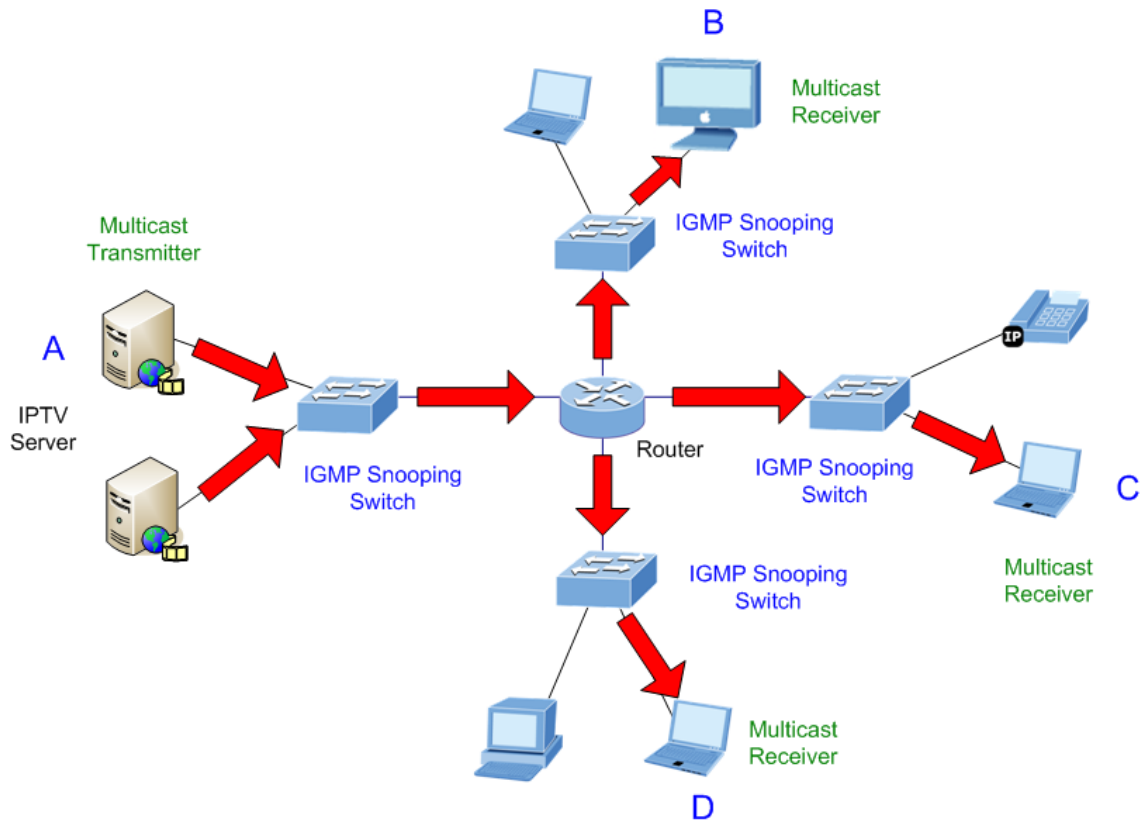 B
Multicast
Receiver
IGMP Snooping
Switch
Multicast
Transmitter
A
IPTV
Server
IGMP Snooping
Switch
Router
IP
IGMP Snooping
Switch
C
Multicast
Receiver
IGMP Snooping
Switch
Multicast
Receiver
D